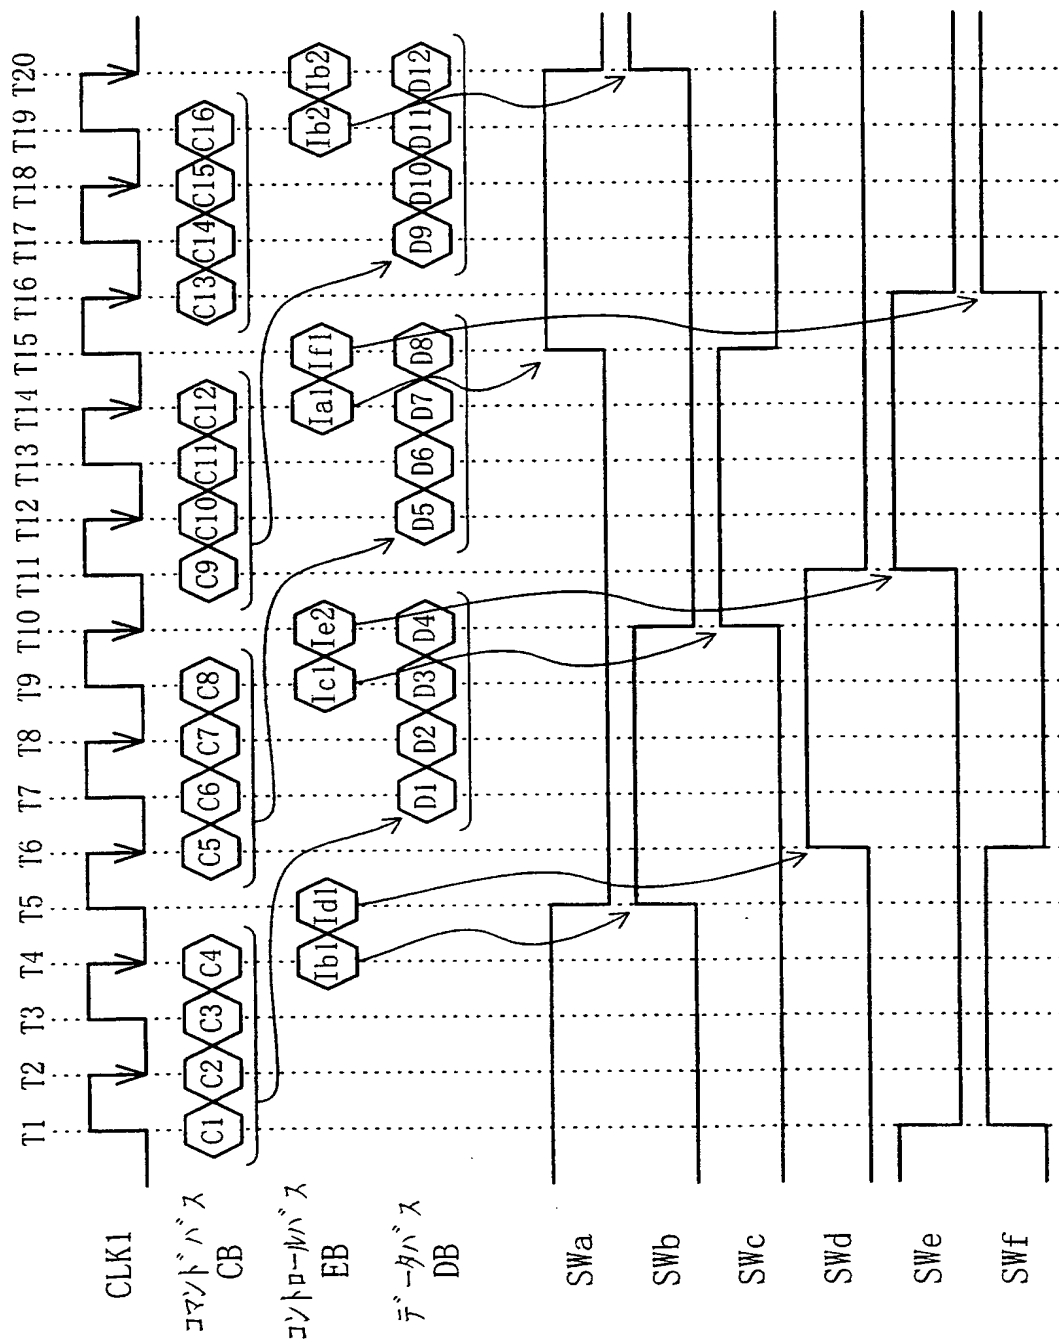 T1 T2 T3 T4 T5 T6 T7 T8 T9 T10 T11 T12 T13 T14 T15 T16 T17 T18 T19 T20
CLK1
コマンドバス
CB
C1 C2 C3 C4 C5 C6 C7 C8 C9 C10 C11 C12 C13 C14 C15 C16
コントロールバス
EB
Ib1 Id1 Ic1 Ie2 Ia1 If1 Ib2 Ib2
データバス
DB
D1 D2 D3 D4 D5 D6 D7 D8 D9 D10 D11 D12
SWa
SWb
SWc
SWd
SWe
SWf